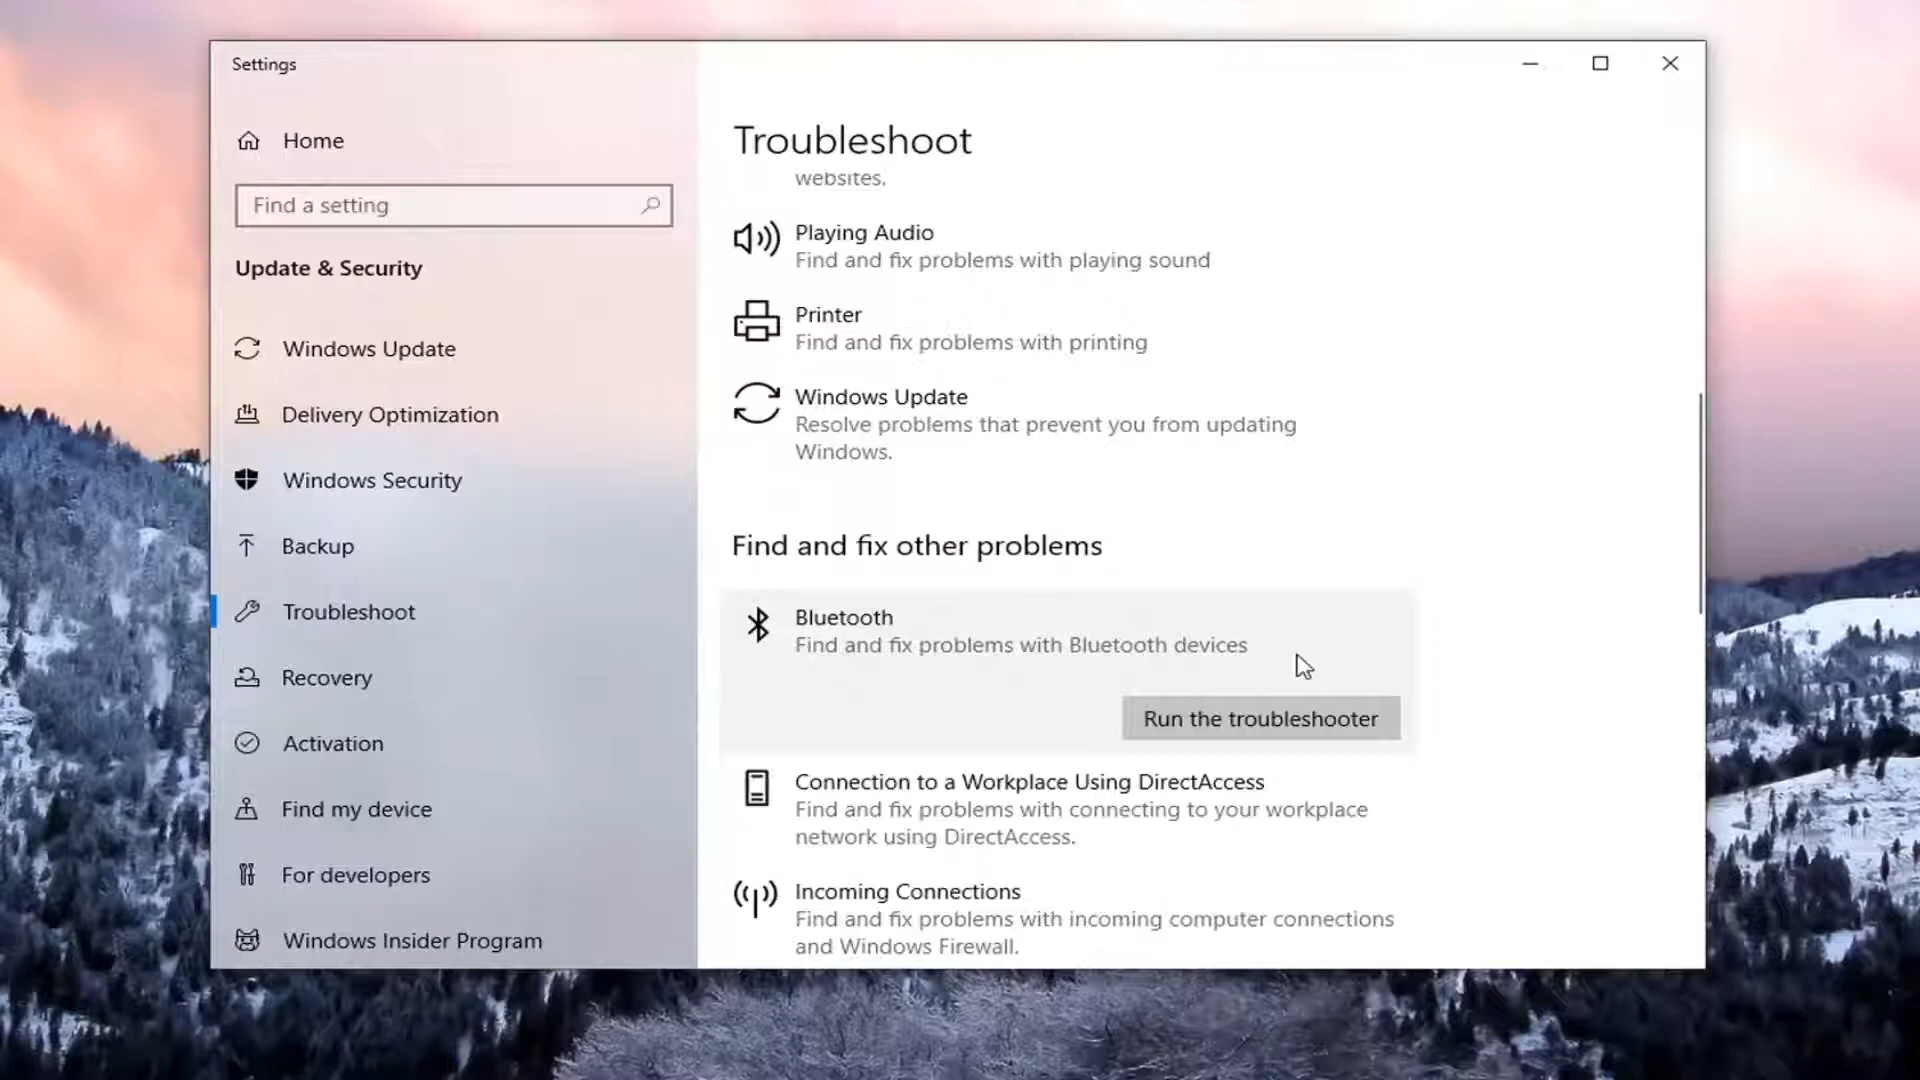 Settings
Home
Find a setting
Update & Security
Windows Update
Delivery Optimization
Windows Security
Backup
Troubleshoot
Recovery
Activation
Find my device
For developers
Windows Insider Program
Troubleshoot
websites.
Playing Audio
Find and fix problems with playing sound
Printer
Find and fix problems with printing
Windows Update
Resolve problems that prevent you from updating
Windows.
Find and fix other problems
Bluetooth
Find and fix problems with Bluetooth devices
Run the troubleshooter
Connection to a Workplace Using DirectAccess
Find and fix problems with connecting to your workplace
network using DirectAccess.
Incoming Connections
Find and fix problems with incoming computer connections
and Windows Firewall.